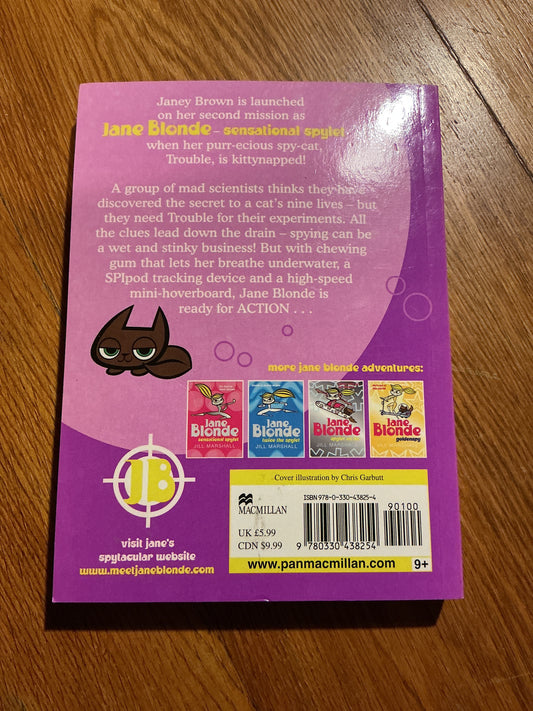 Janey Brown is launched
on her second mission as
Jane Blonde – sensational spylet –
when her purr-ecious spy-cat,
Trouble, is kittynapped!
A group of mad scientists thinks they have
discovered the secret to a cat's nine lives – but
they need Trouble for their experiments. All
the clues lead down the drain – spying can be
a wet and stinky business! But with chewing
gum that lets her breathe underwater, a
SPIpod tracking device and a high-speed
mini-hoverboard, Jane Blonde is
ready for ACTION . . .
more jane blonde adventures:
Jane
Blonde
sensational spylet
JILL MARSHALL
Jane
Blonde
twice the spylet
JILL MARSHALL
Jane
Blonde
JILL MARSHALL
Jane
Blonde
goldenspy
JILL MARSHALL
JB
visit jane's
spytacular website
www.meetjaneblonde.com
Cover illustration by Chris Garbutt
MACMILLAN
UK £5.99
CDN $9.99
ISBN 978-0-330-43825-4
90100
9 780330 438254
www.panmacmillan.com
9+